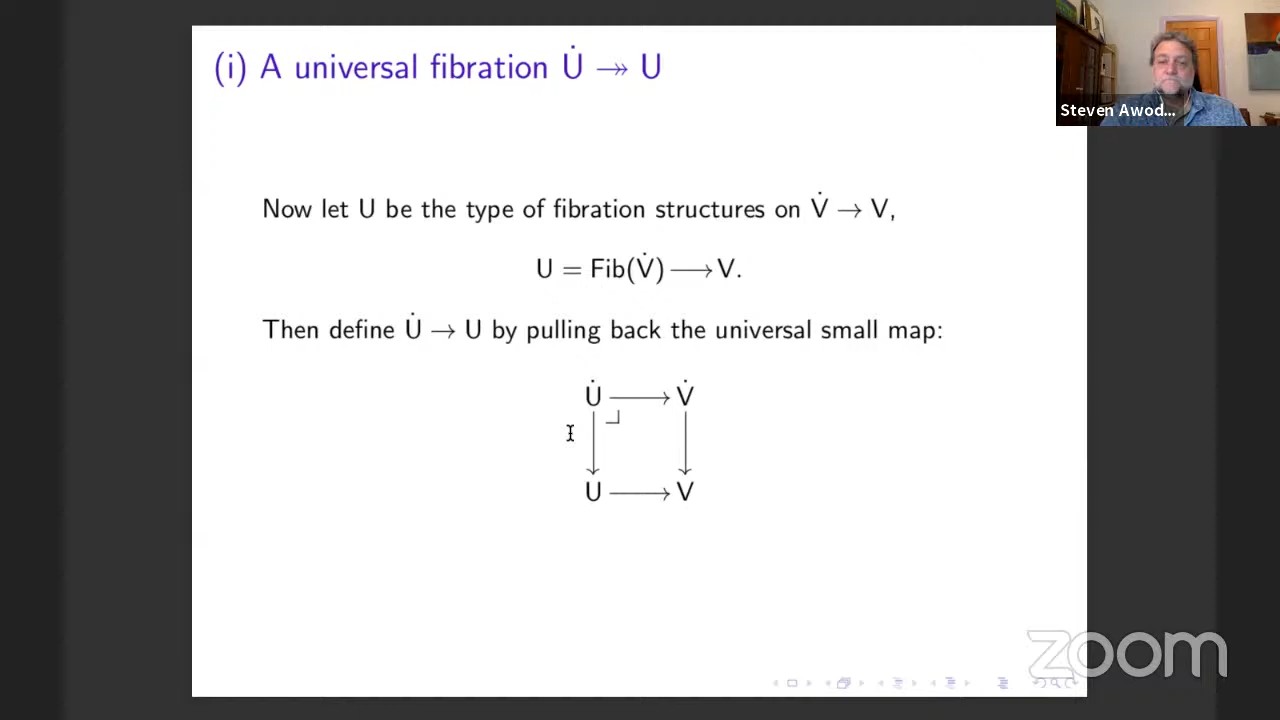 (i) A universal fibration U̇ ↠ U
Steven Awod...
Now let U be the type of fibration structures on V̇ → V,
U = Fib(V̇) ⟶ V.
Then define U̇ → U by pulling back the universal small map:
U̇ ⟶ V̇
U ⟶ V
zoom